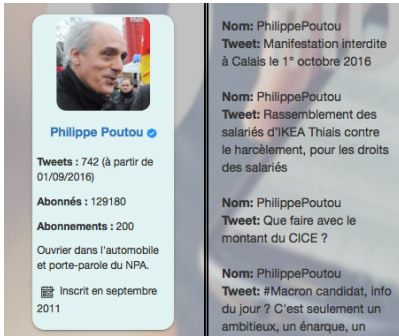 Philippe Poutou
Tweets : 742 (à partir de
01/09/2016)
Abonnés : 129180
Abonnements : 200
Ouvrier dans l'automobile
et porte-parole du NPA.
Inscrit en septembre
2011
Nom: PhilippePoutou
Tweet: Manifestation interdite
à Calais le 1° octobre 2016
Nom: PhilippePoutou
Tweet: Rassemblement des
salariés d'IKEA Thiais contre
le harcèlement, pour les droits
des salariés
Nom: PhilippePoutou
Tweet: Que faire avec le
montant du CICE ?
Nom: PhilippePoutou
Tweet: #Macron candidat, info
du jour ? C'est seulement un
ambitieux, un énarque, un